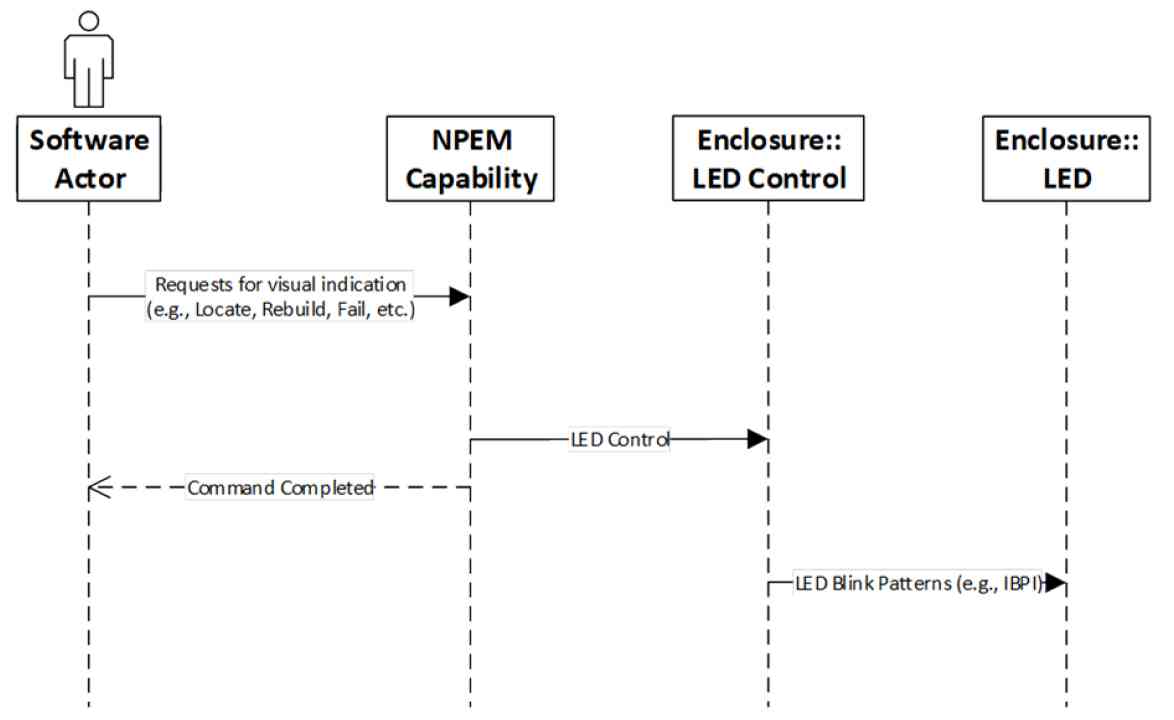 Software
Actor
NPEM
Capability
Enclosure::
LED Control
Enclosure::
LED
Requests for visual indication
(e.g., Locate, Rebuild, Fail, etc.)
LED Control
Command Completed
LED Blink Patterns (e.g., IBPI)